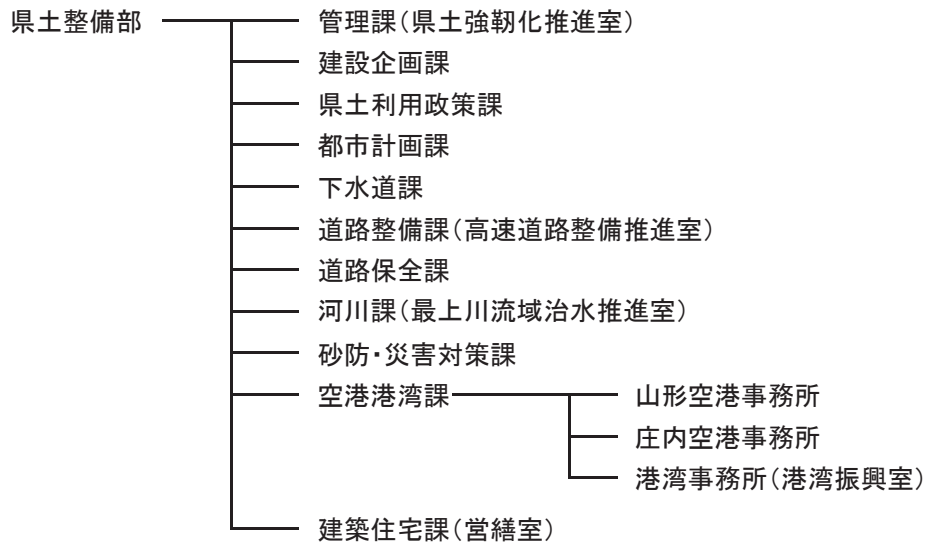 県土整備部 管理課（県土強靭化推進室）
建設企画課
県土利用政策課
都市計画課
下水道課
道路整備課（高速道路整備推進室）
道路保全課
河川課（最上川流域治水推進室）
砂防・災害対策課
空港港湾課 山形空港事務所
庄内空港事務所
港湾事務所（港湾振興室）
建築住宅課（営繕室）